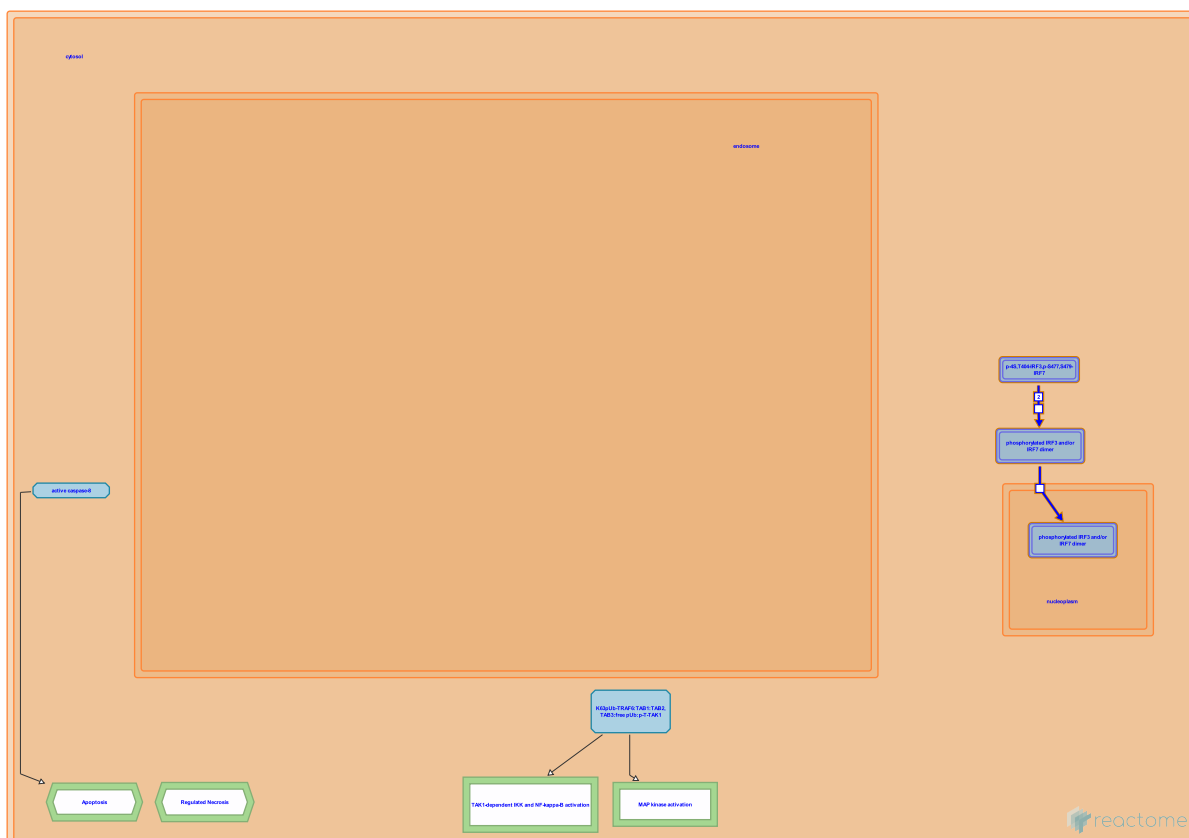 cytosol
endosome
p-4S,T404-IRF3,p-S477,S479-
IRF7
2
phosphorylated IRF3 and/or
IRF7 dimer
active caspase-8
phosphorylated IRF3 and/or
IRF7 dimer
nucleoplasm
K63pUb-TRAF6:TAB1:TAB2,
TAB3:free pUb:p-T-TAK1
Apoptosis
Regulated Necrosis
TAK1-dependent IKK and NF-kappa-B activation
MAP kinase activation
reactome